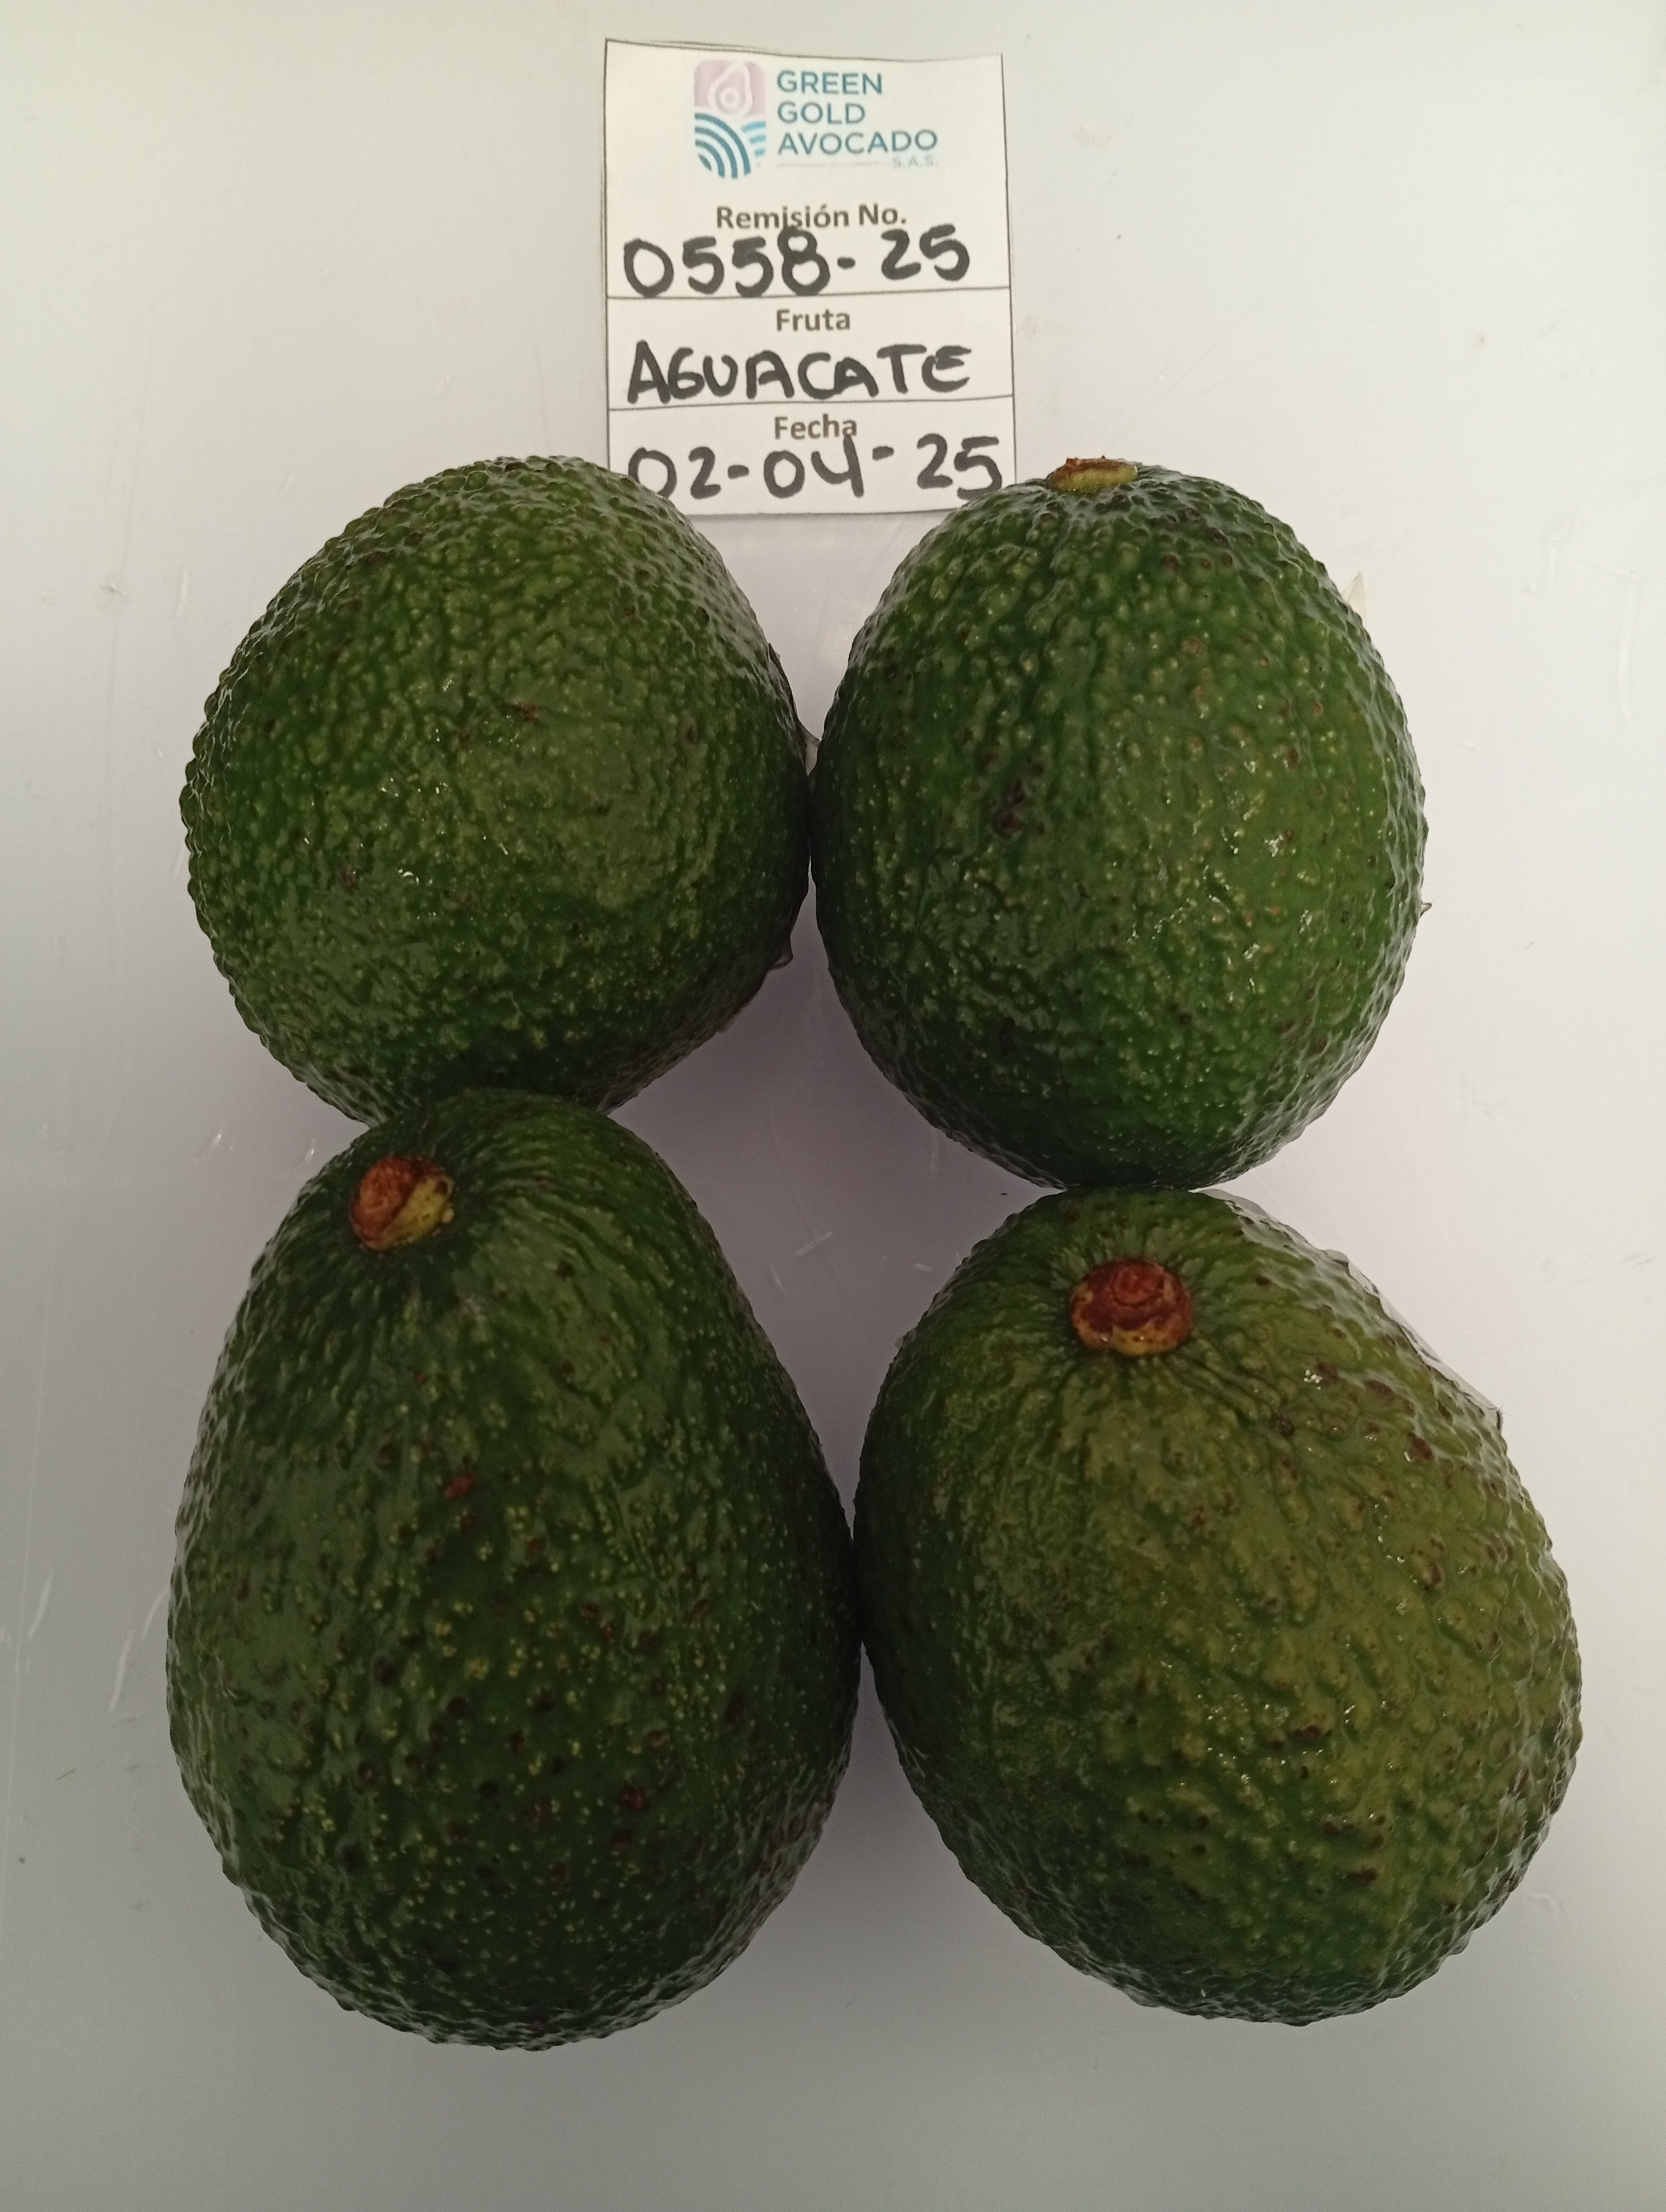 GREEN
GOLD
AVOCADO
S.A.S.
Remisión No.
0558-25
Fruta
AGUACATE
Fecha
02-04-25